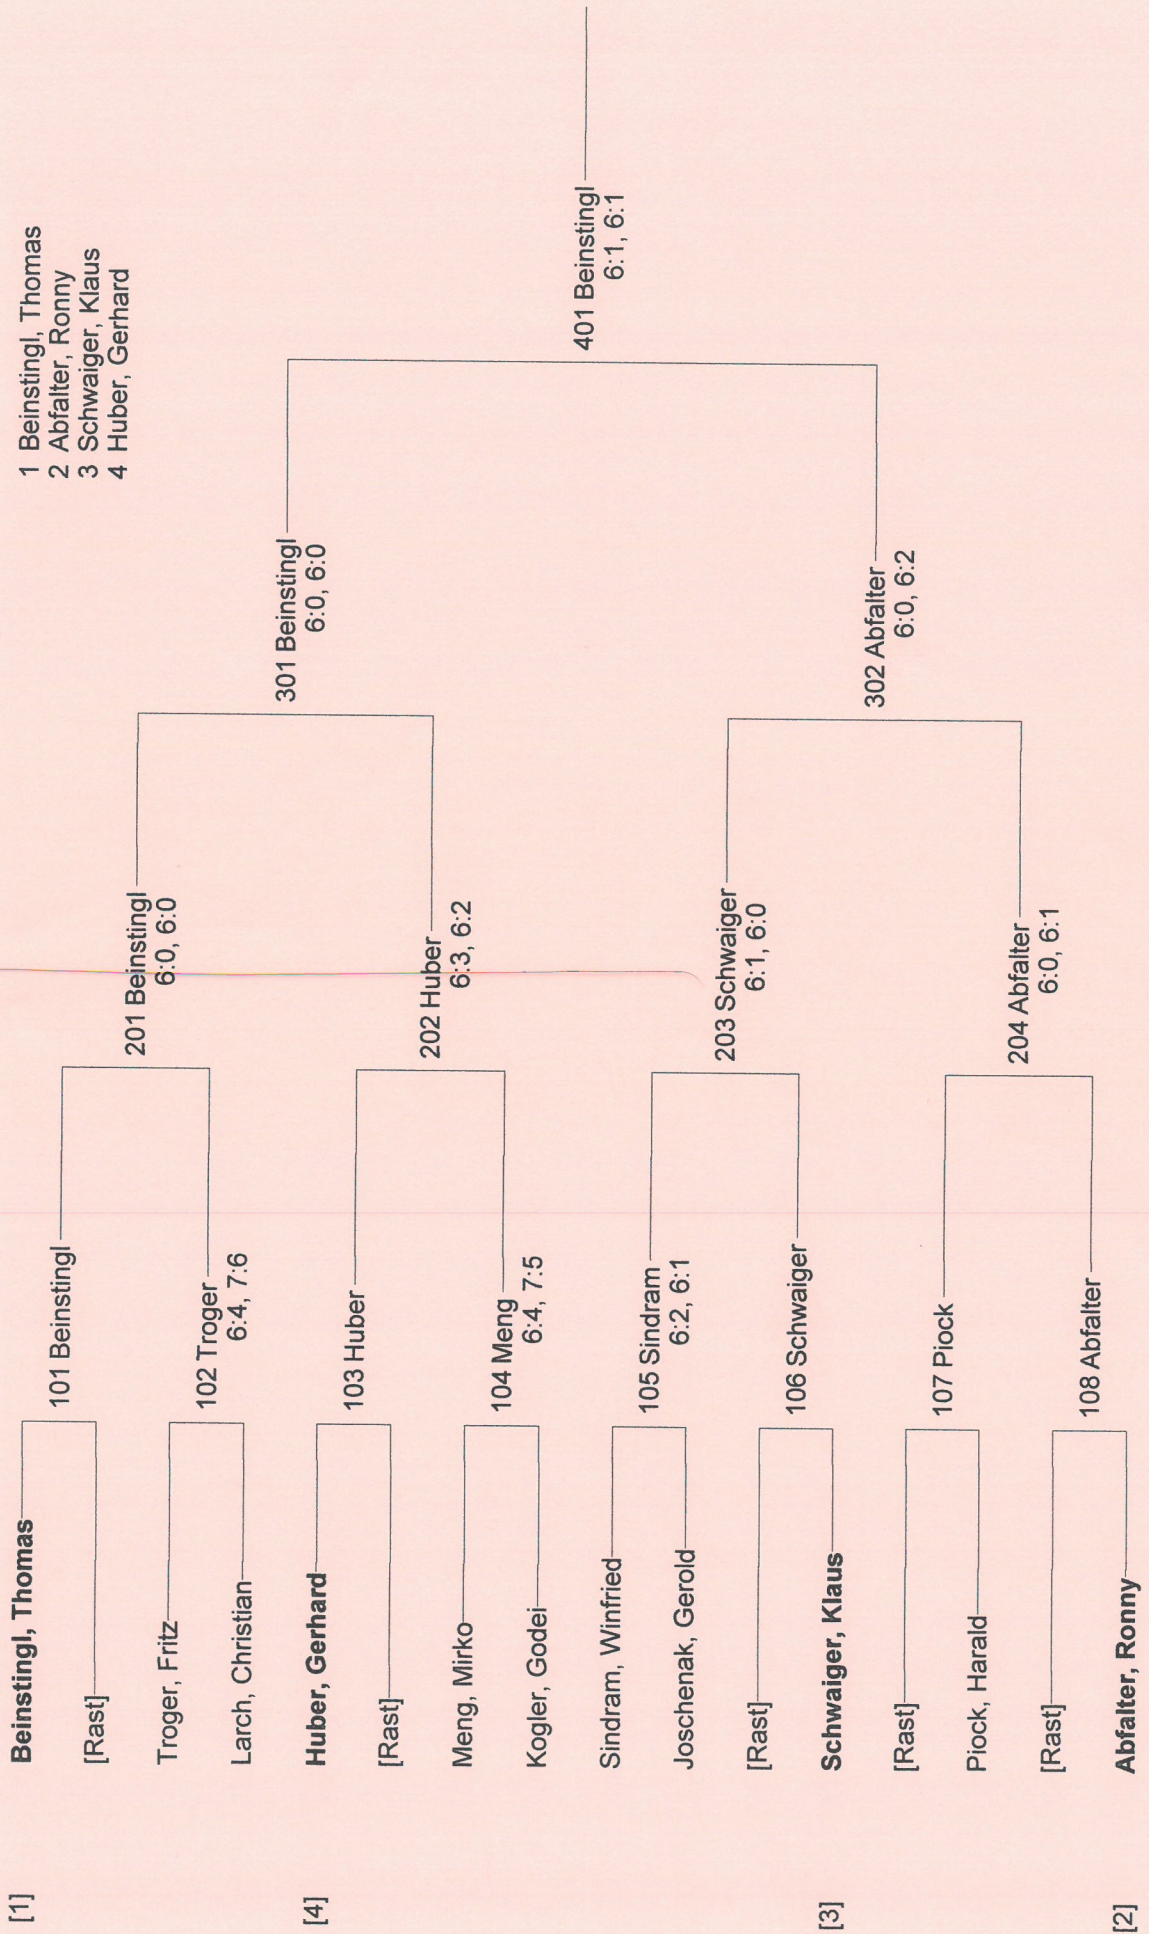 1 Beinstingl, Thomas
2 Abfalter, Ronny
3 Schwaiger, Klaus
4 Huber, Gerhard
[1]
Beinstingl, Thomas
[Rast]
101 Beinstingl
Troger, Fritz
Larch, Christian
102 Troger
6:4, 7:6
201 Beinstingl
6:0, 6:0
[4]
Huber, Gerhard
[Rast]
103 Huber
Meng, Mirko
Kogler, Godei
104 Meng
6:4, 7:5
202 Huber
6:3, 6:2
301 Beinstingl
6:0, 6:0
Sindram, Winfried
Joschenak, Gerold
105 Sindram
6:2, 6:1
[Rast]
[3]
Schwaiger, Klaus
106 Schwaiger
203 Schwaiger
6:1, 6:0
[Rast]
Piock, Harald
107 Piock
[Rast]
[2]
Abfalter, Ronny
108 Abfalter
204 Abfalter
6:0, 6:1
302 Abfalter
6:0, 6:2
401 Beinstingl
6:1, 6:1